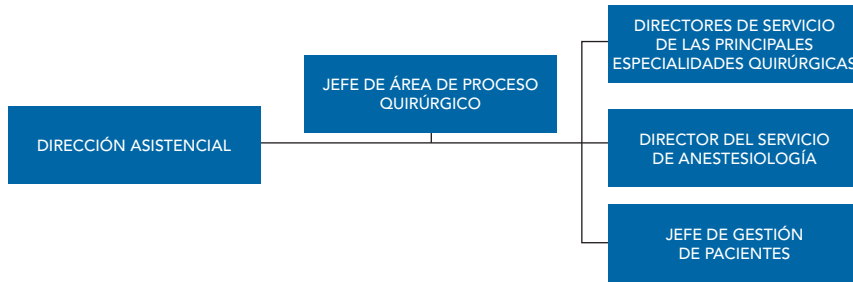 DIRECCIÓN ASISTENCIAL
JEFE DE ÁREA DE PROCESO
QUIRÚRGICO
DIRECTORES DE SERVICIO
DE LAS PRINCIPALES
ESPECIALIDADES QUIRÚRGICAS
DIRECTOR DEL SERVICIO
DE ANESTESIOLOGÍA
JEFE DE GESTIÓN
DE PACIENTES